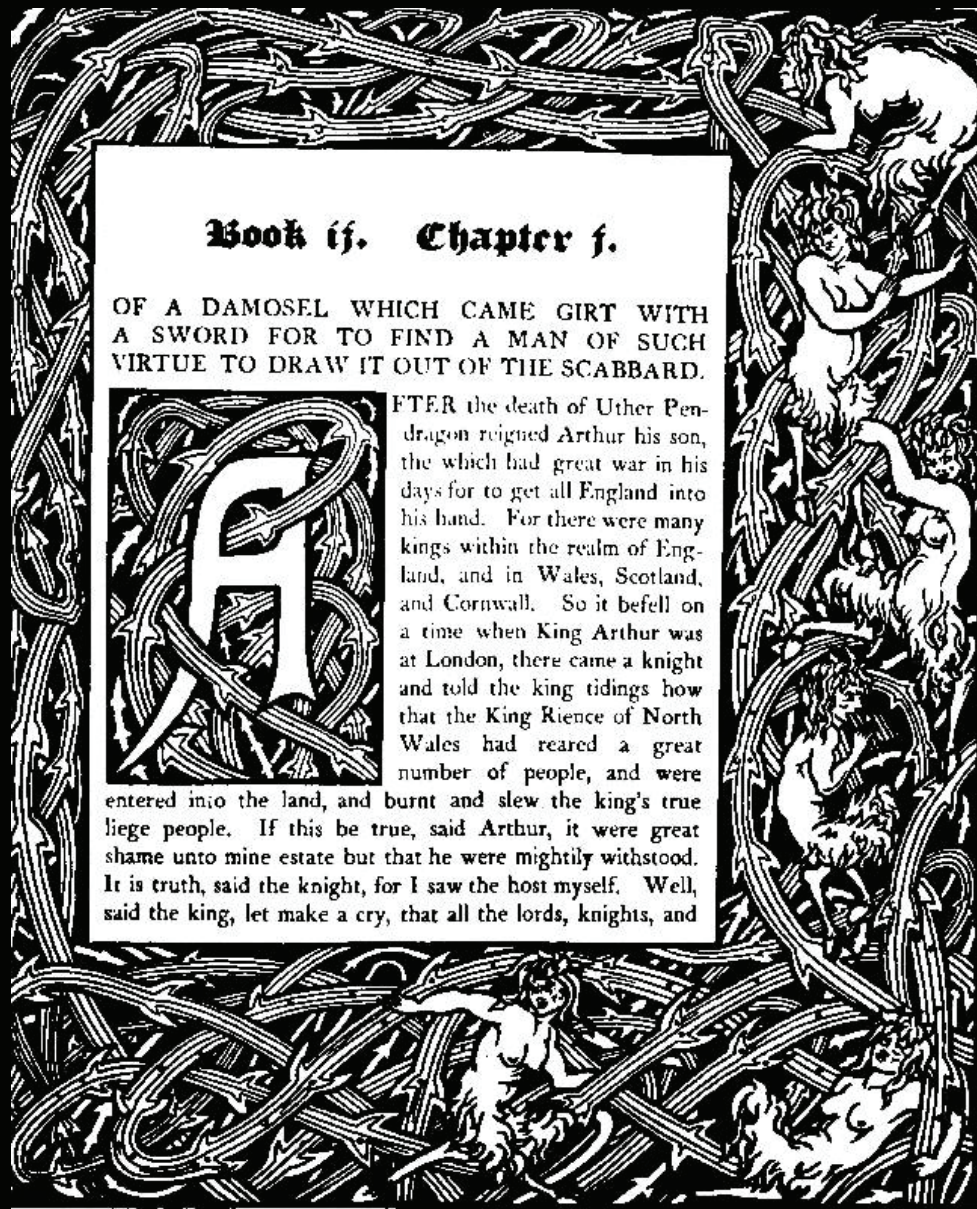 Book ij. Chapter j.
OF A DAMOSEL WHICH CAME GIRT WITH
A SWORD FOR TO FIND A MAN OF SUCH
VIRTUE TO DRAW IT OUT OF THE SCABBARD.
AFTER the death of Uther Pen-
dragon reigned Arthur his son,
the which had great war in his
days for to get all England into
his hand. For there were many
kings within the realm of Eng-
land, and in Wales, Scotland,
and Cornwall. So it befell on
a time when King Arthur was
at London, there came a knight
and told the king tidings how
that the King Rience of North
Wales had reared a great
number of people, and were
entered into the land, and burnt and slew the king's true
liege people. If this be true, said Arthur, it were great
shame unto mine estate but that he were mightily withstood.
It is truth, said the knight, for I saw the host myself. Well,
said the king, let make a cry, that all the lords, knights, and